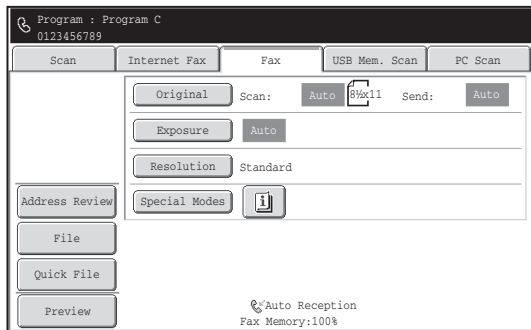 Program : Program C
0123456789
Scan Internet Fax Fax USB Mem. Scan PC Scan
Original Scan: Auto 8½x11 Send: Auto
Exposure Auto
Resolution Standard
Address Review Special Modes
File
Quick File
Preview Auto Reception
Fax Memory:100%